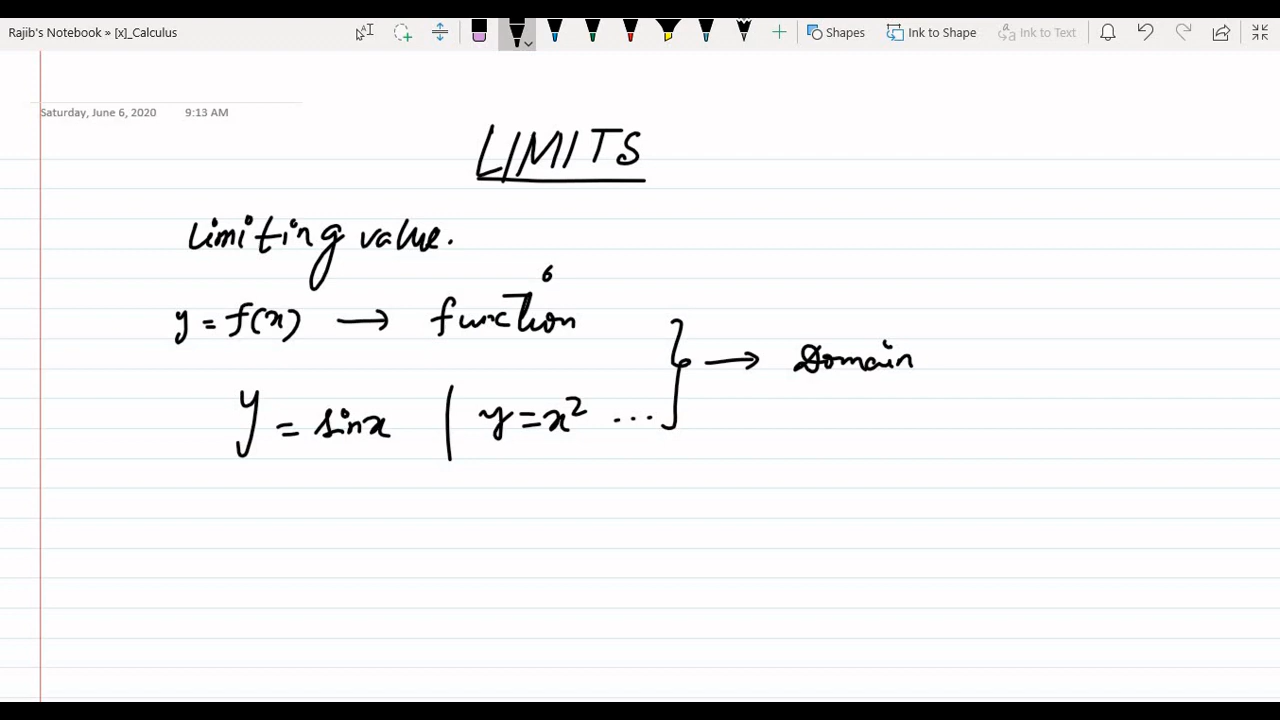 Rajib's Notebook • [x]_Calculus
Shapes Ink to Shape Ink to Text
Saturday, June 6, 2020 9:13 AM
LIMITS
Limiting value.
y = f(x) → function
y = sinx | y = x² ... } → Domain